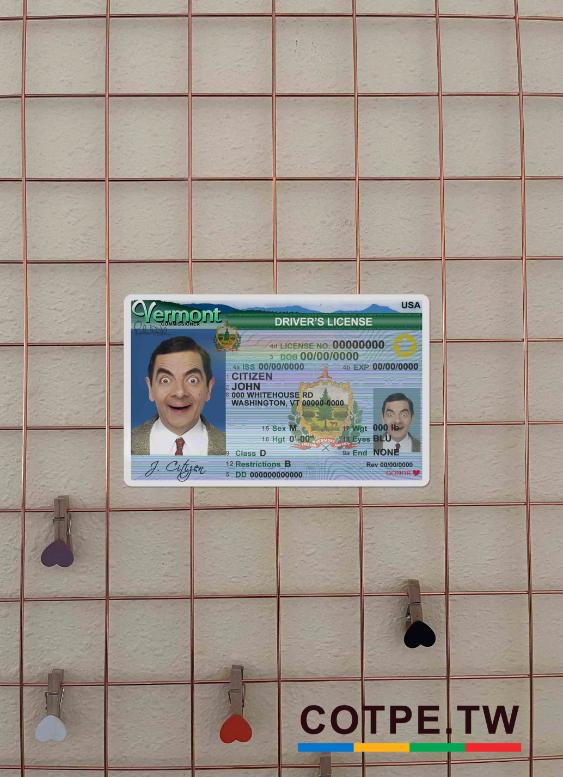 Vermont
COMMISSIONER
USA
DRIVER'S LICENSE
4d LICENSE NO. 00000000
3 DOB 00/00/0000
4a ISS 00/00/0000 4b EXP 00/00/0000
CITIZEN
JOHN
000 WHITEHOUSE RD
WASHINGTON, VT 00000-0000
15 Sex M 17 Wgt 000 lb
16 Hgt 0'-00" 18 Eyes BLU
9 Class D 9a End NONE
12 Restrictions B Rev 00/00/0000
5 DD 000000000000 DONOR
J. Citizen
COTPE.TW